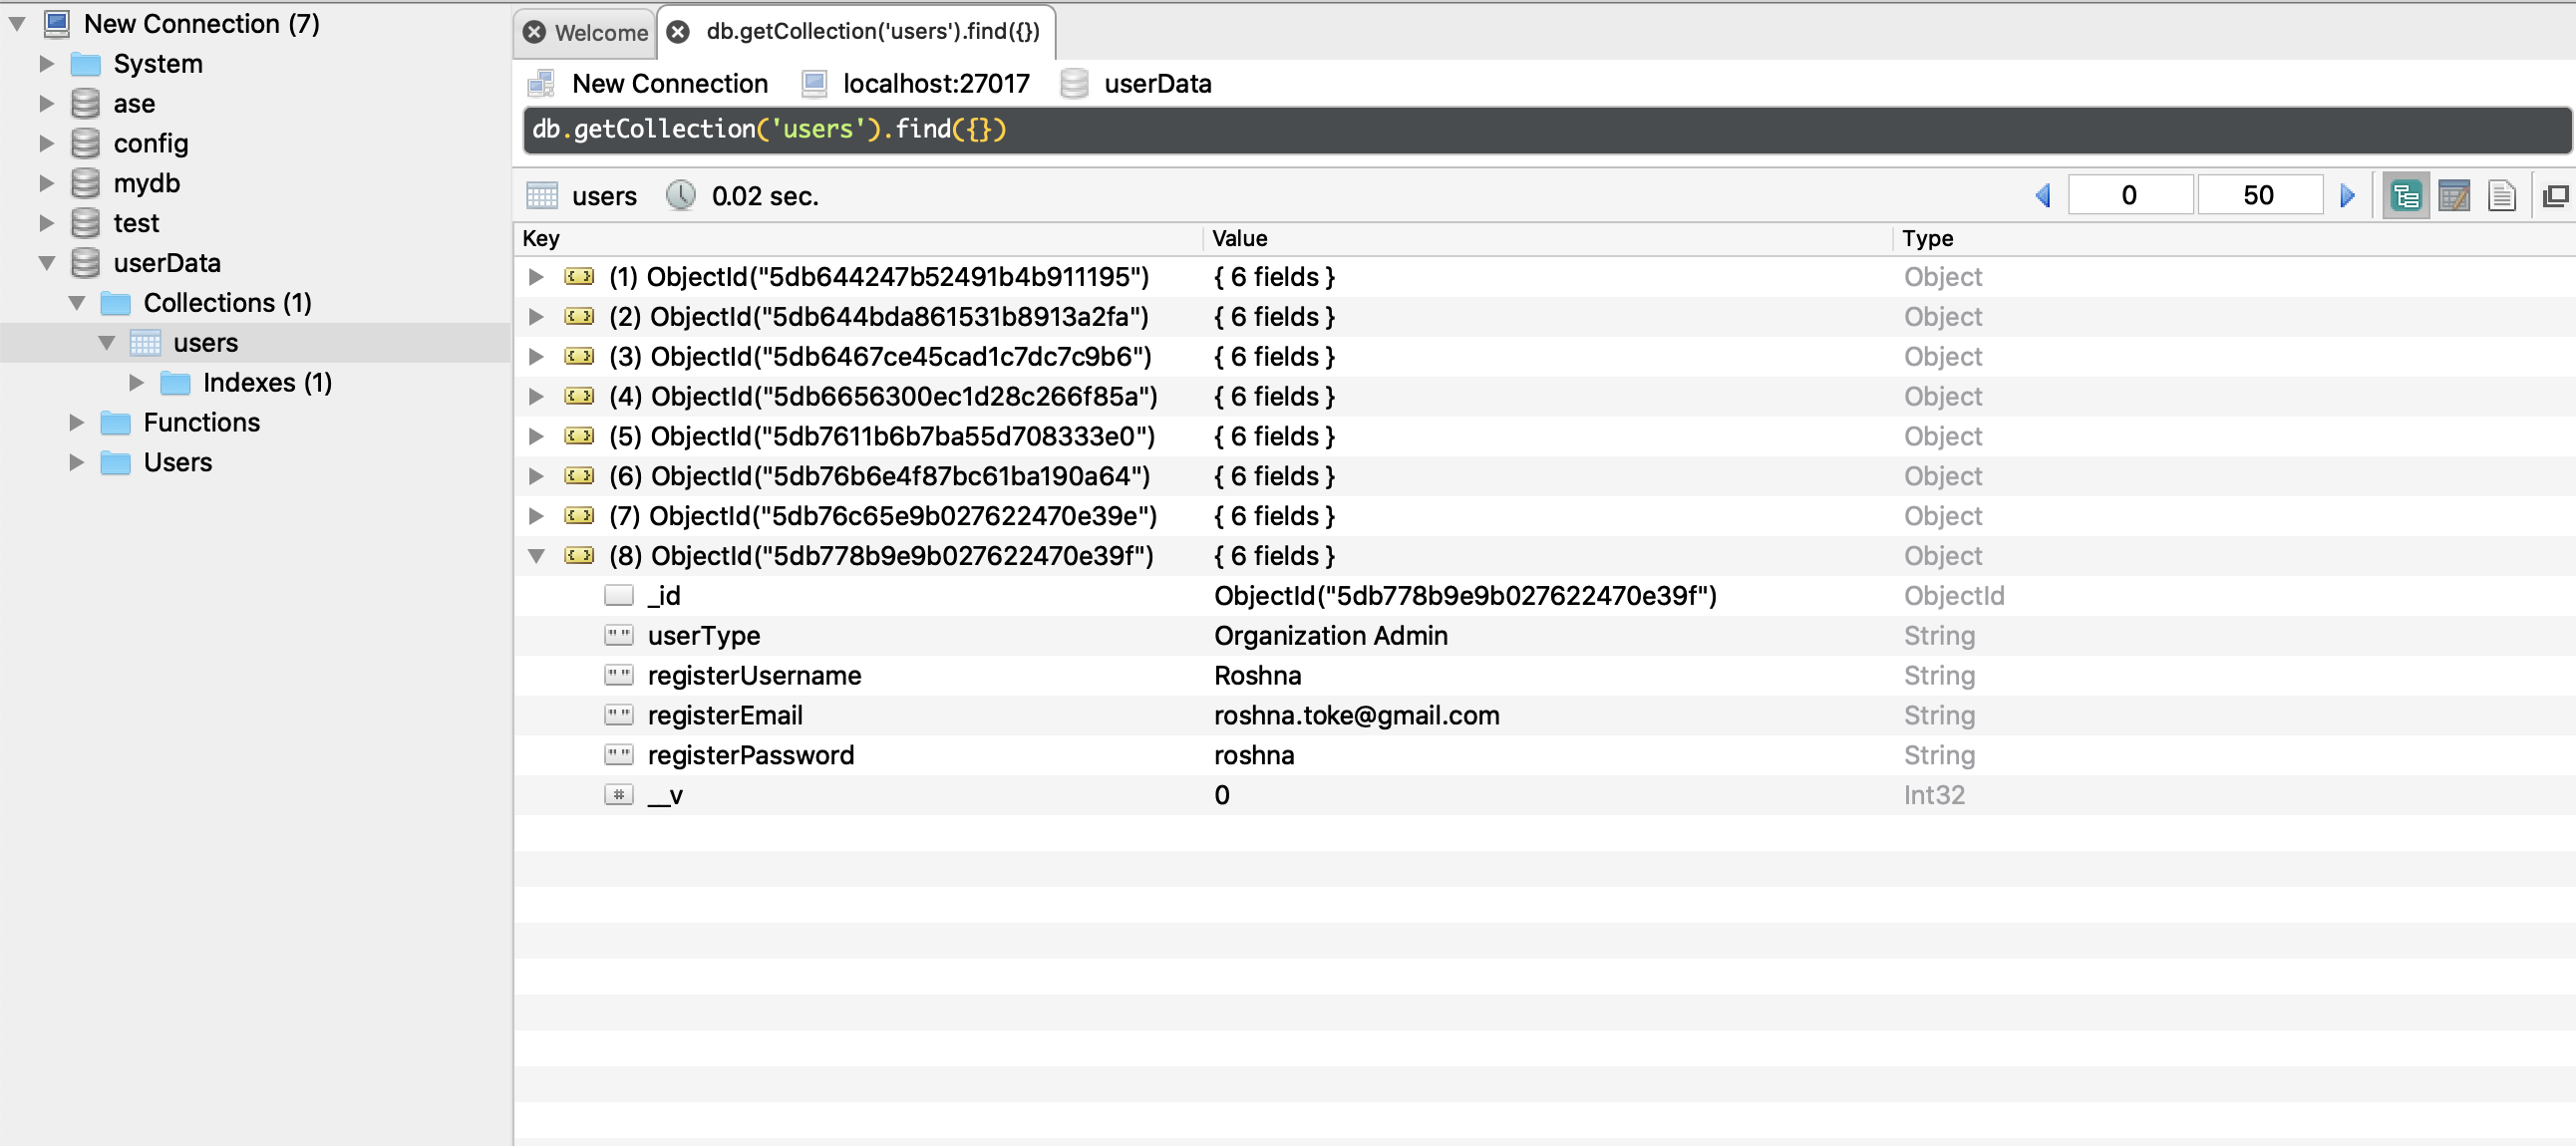 New Connection (7)
System
ase
config
mydb
test
userData
Collections (1)
users
Indexes (1)
Functions
Users
Welcome
db.getCollection('users').find({})
New Connection localhost:27017 userData
db.getCollection('users').find({})
users 0.02 sec. 0 50
Key Value Type
(1) ObjectId("5db644247b52491b4b911195") { 6 fields } Object
(2) ObjectId("5db644bda861531b8913a2fa") { 6 fields } Object
(3) ObjectId("5db6467ce45cad1c7dc7c9b6") { 6 fields } Object
(4) ObjectId("5db6656300ec1d28c266f85a") { 6 fields } Object
(5) ObjectId("5db7611b6b7ba55d708333e0") { 6 fields } Object
(6) ObjectId("5db76b6e4f87bc61ba190a64") { 6 fields } Object
(7) ObjectId("5db76c65e9b027622470e39e") { 6 fields } Object
(8) ObjectId("5db778b9e9b027622470e39f") { 6 fields } Object
_id ObjectId("5db778b9e9b027622470e39f") ObjectId
userType Organization Admin String
registerUsername Roshna String
registerEmail roshna.toke@gmail.com String
registerPassword roshna String
__v 0 Int32